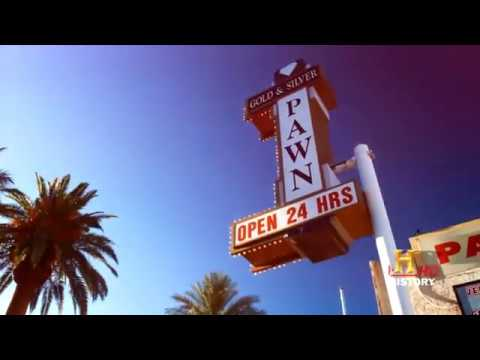 GOLD & SILVER
PAWN
OPEN 24 HRS
PA
H
HISTORY